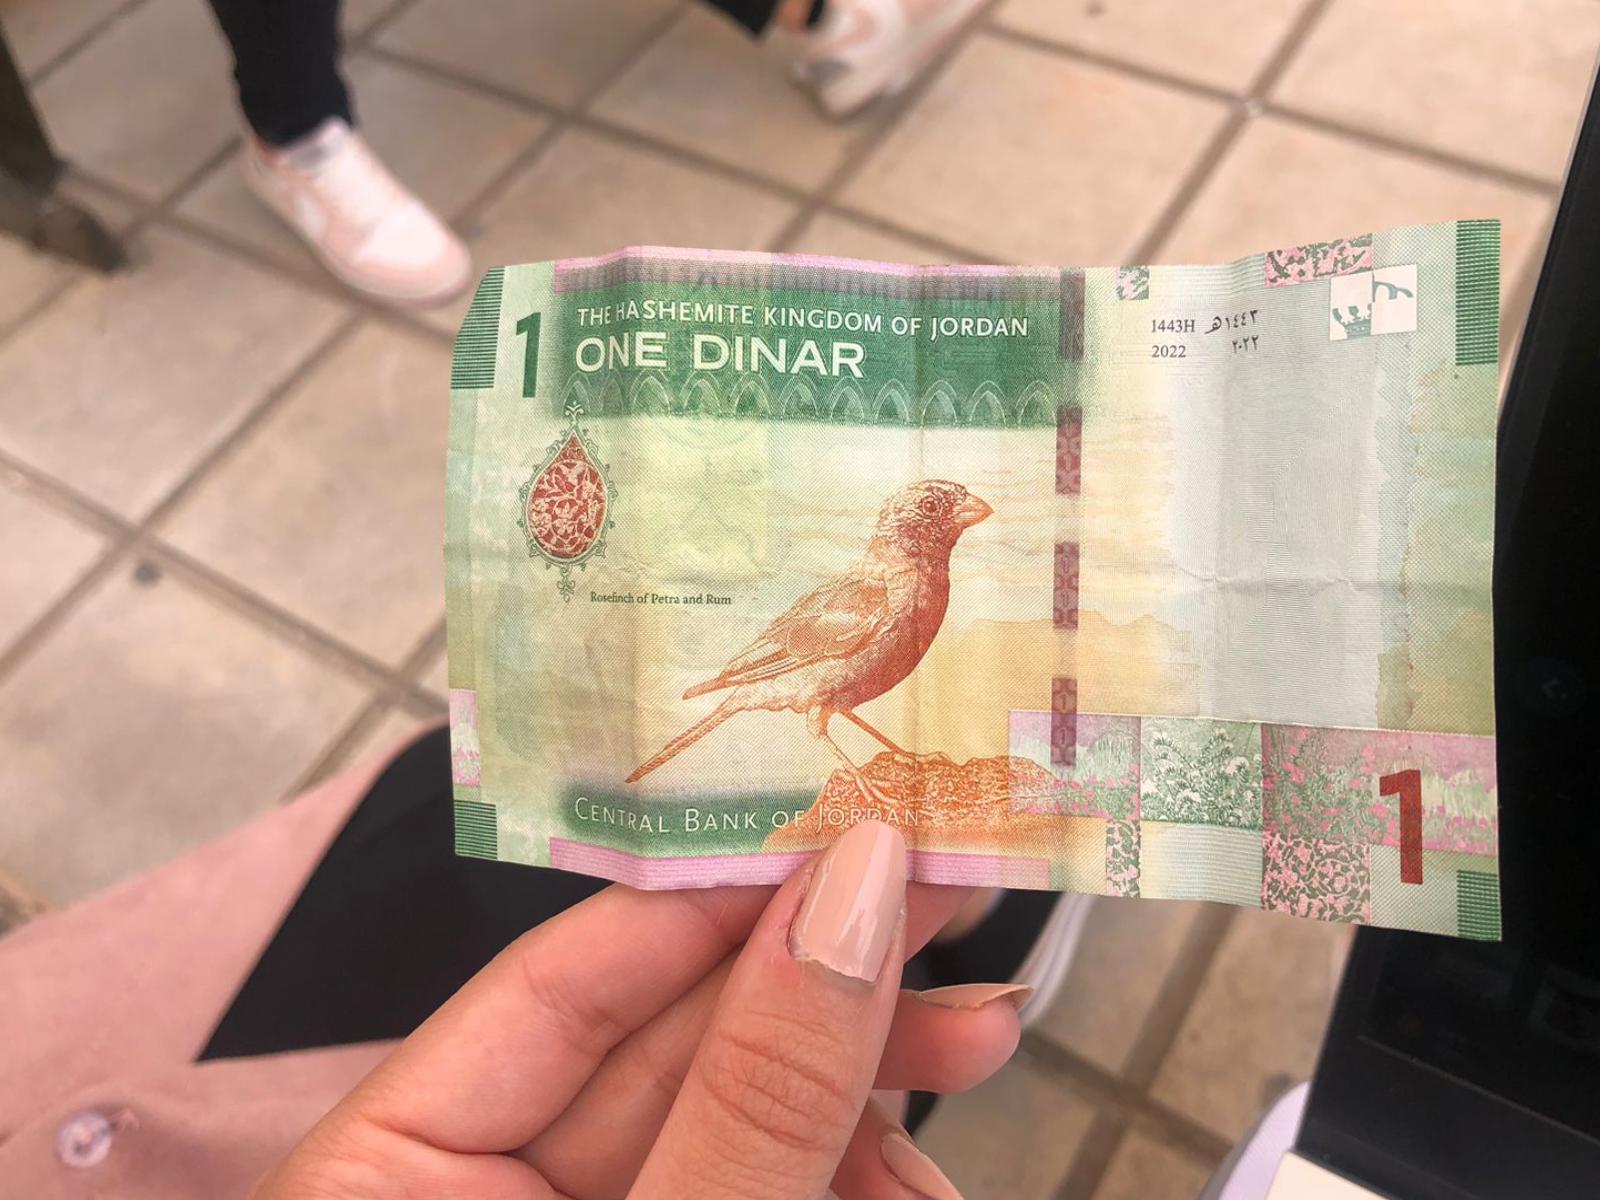 1
THE HASHEMITE KINGDOM OF JORDAN
ONE DINAR
1443H ١٤٤٣هـ
2022 ٢٠٢٢
Rosefinch of Petra and Rum
CENTRAL BANK OF JORDAN
1